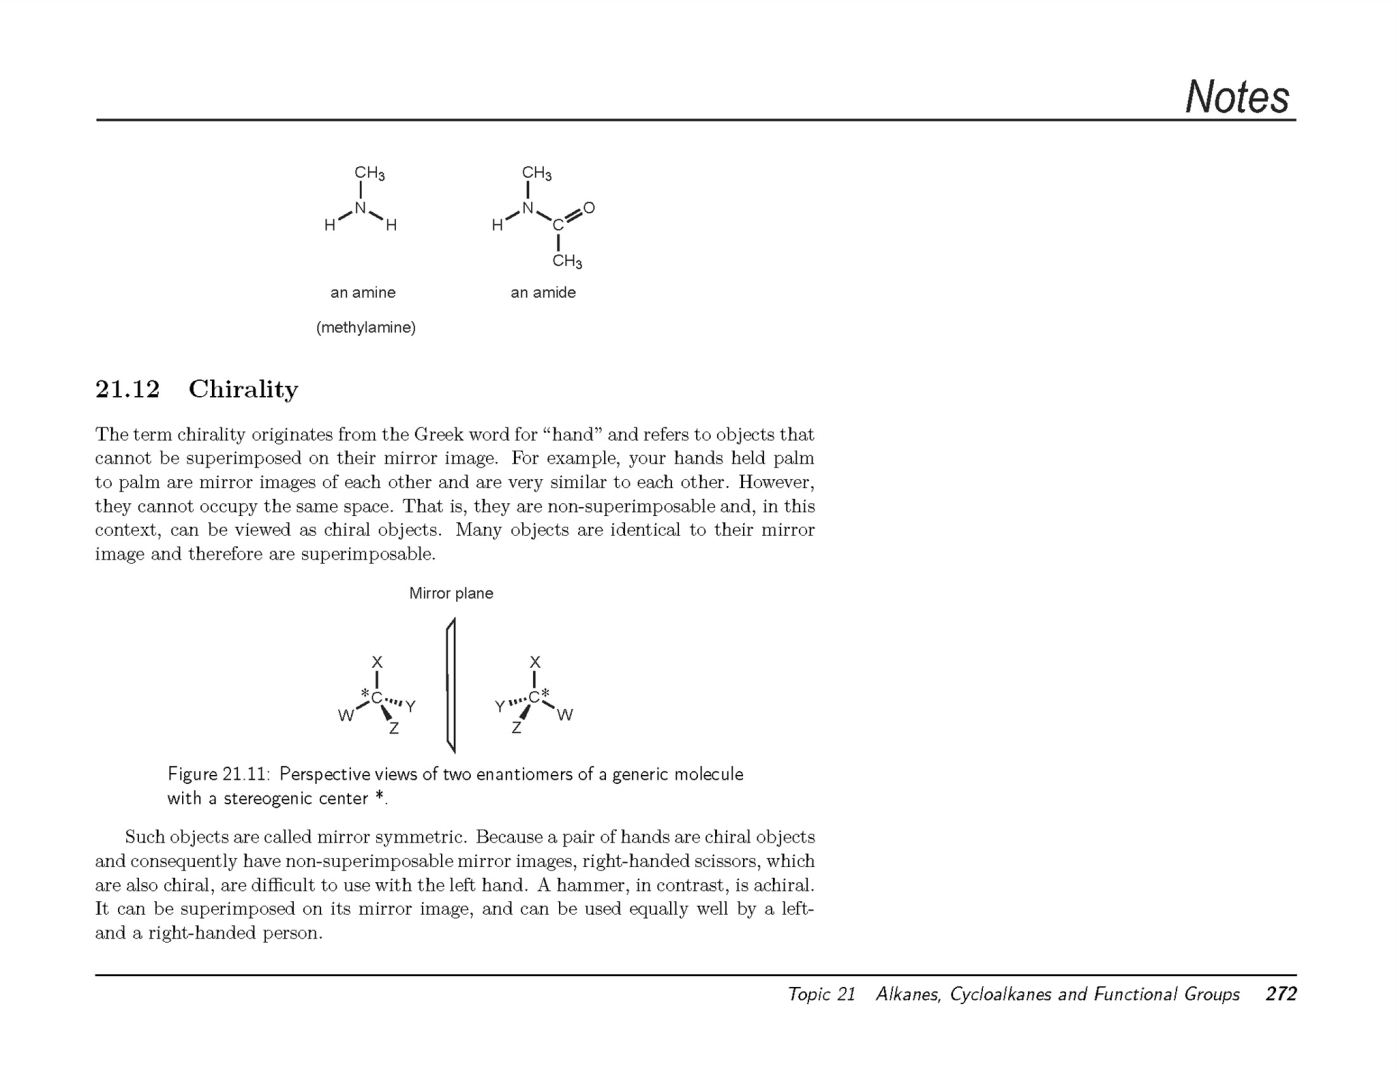 Notes
CH3 CH3
N N O
H H H C
CH3
an amine an amide
(methylamine)
21.12 Chirality
The term chirality originates from the Greek word for “hand” and refers to objects that
cannot be superimposed on their mirror image. For example, your hands held palm
to palm are mirror images of each other and are very similar to each other. However,
they cannot occupy the same space. That is, they are non-superimposable and, in this
context, can be viewed as chiral objects. Many objects are identical to their mirror
image and therefore are superimposable.
Mirror plane
X X
*C Y Y C*
W W
Z Z
Figure 21.11: Perspective views of two enantiomers of a generic molecule
with a stereogenic center *.
Such objects are called mirror symmetric. Because a pair of hands are chiral objects
and consequently have non-superimposable mirror images, right-handed scissors, which
are also chiral, are difficult to use with the left hand. A hammer, in contrast, is achiral.
It can be superimposed on its mirror image, and can be used equally well by a left-
and a right-handed person.
Topic 21 Alkanes, Cycloalkanes and Functional Groups 272